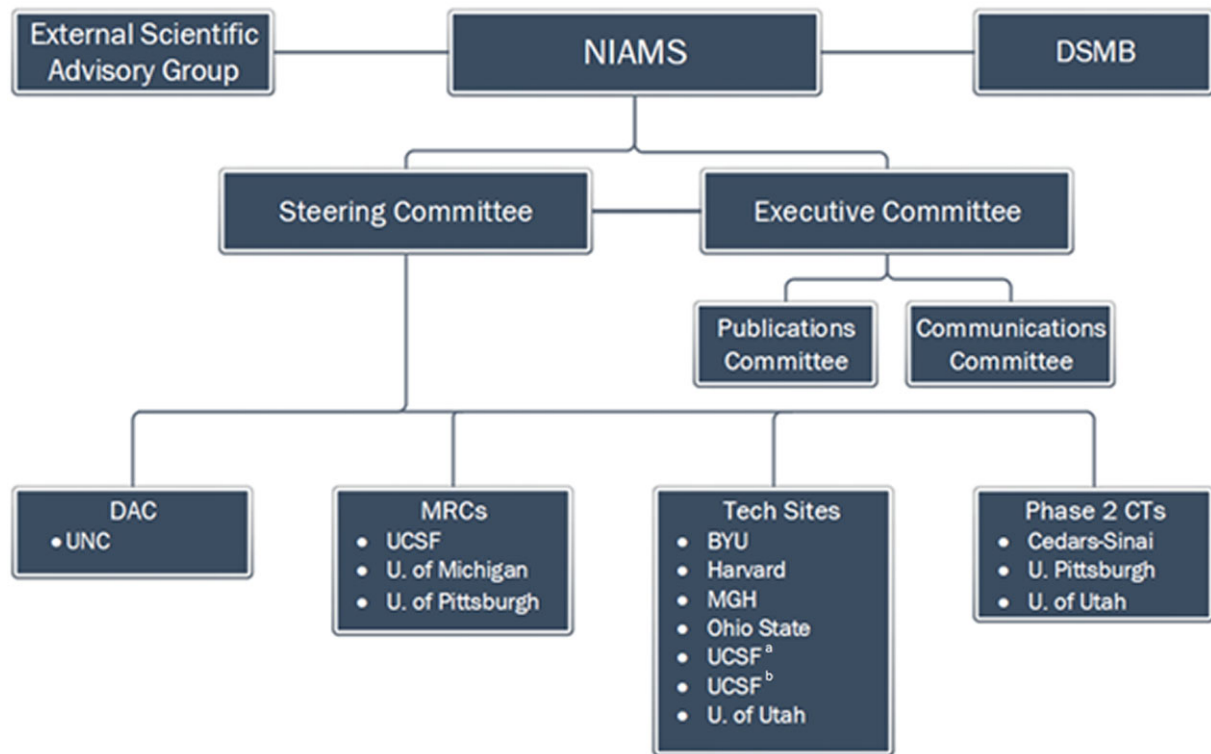 External Scientific
Advisory Group
NIAMS
DSMB
Steering Committee
Executive Committee
Publications
Committee
Communications
Committee
DAC
• UNC
MRCs
• UCSF
• U. of Michigan
• U. of Pittsburgh
Tech Sites
• BYU
• Harvard
• MGH
• Ohio State
• UCSF a
• UCSF b
• U. of Utah
Phase 2 CTs
• Cedars-Sinai
• U. Pittsburgh
• U. of Utah